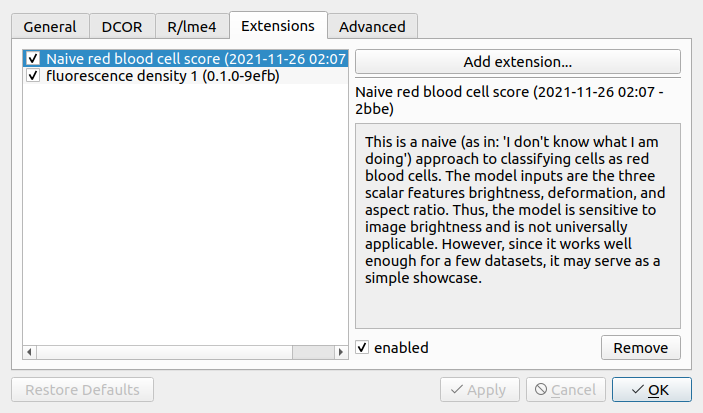 General DCOR R/lme4 Extensions Advanced
Naive red blood cell score (2021-11-26 02:07
fluorescence density 1 (0.1.0-9efb)
Add extension...
Naive red blood cell score (2021-11-26 02:07 -
2bbe)
This is a naive (as in: 'I don't know what I am
doing') approach to classifying cells as red
blood cells. The model inputs are the three
scalar features brightness, deformation, and
aspect ratio. Thus, the model is sensitive to
image brightness and is not universally
applicable. However, since it works well
enough for a few datasets, it may serve as a
simple showcase.
enabled
Remove
Restore Defaults
Apply
Cancel
OK